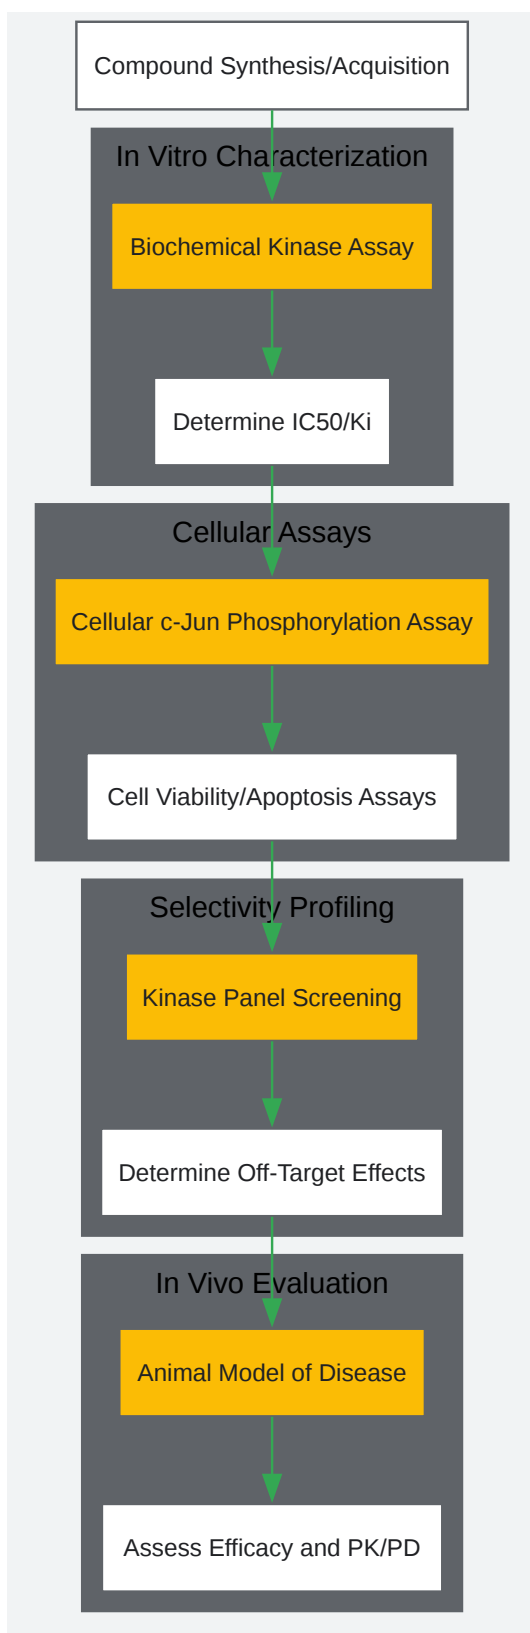 Compound Synthesis/Acquisition
In Vitro Characterization
Biochemical Kinase Assay
Determine IC50/Ki
Cellular Assays
Cellular c-Jun Phosphorylation Assay
Cell Viability/Apoptosis Assays
Selectivity Profiling
Kinase Panel Screening
Determine Off-Target Effects
In Vivo Evaluation
Animal Model of Disease
Assess Efficacy and PK/PD